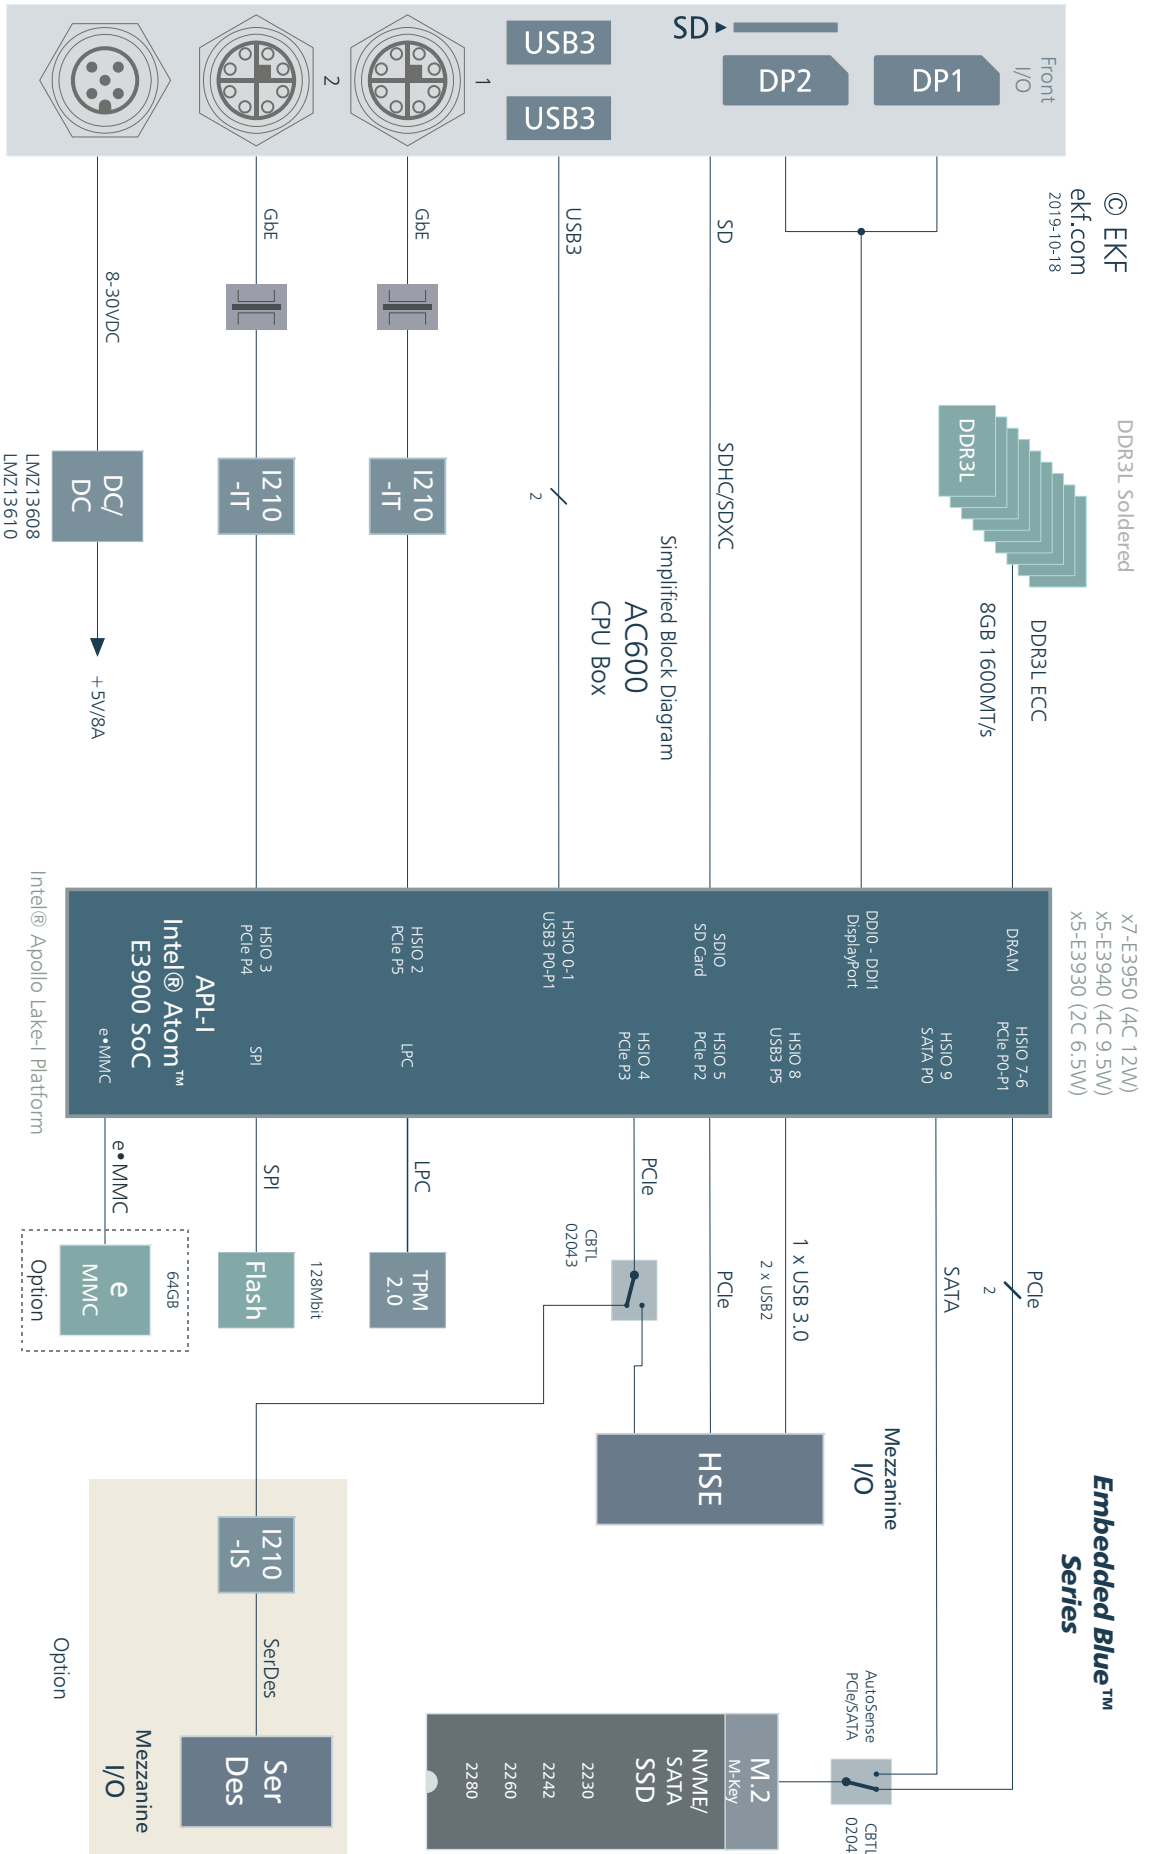 Front
I/O
DP1
DP2
SD
USB3
USB3
1
2
© EKF
ekf.com
2019-10-18
SD
USB3
GbE
GbE
8-30VDC
DDR3L Soldered
DDR3L
DDR3L ECC
8GB 1600MT/s
SDHC/SDXC
2
I210
-IT
I210
-IT
DC/
DC
LMZ13608
LMZ13610
+5V/8A
Simplified Block Diagram
AC600
CPU Box
x7-E3950 (4C 12W)
x5-E3940 (4C 9.5W)
x5-E3930 (2C 6.5W)
DRAM
DDI0 - DDI1
DisplayPort
SDIO
SD Card
HSIO 0-1
USB3 P0-P1
HSIO 2
PCIe P5
HSIO 3
PCIe P4
APL-I
Intel® Atom™
E3900 SoC
HSIO 7-6
PCIe P0-P1
HSIO 9
SATA P0
HSIO 8
USB3 P5
HSIO 5
PCIe P2
HSIO 4
PCIe P3
LPC
SPI
e•MMC
Intel® Apollo Lake-I Platform
PCIe
2
SATA
1 x USB 3.0
2 x USB2
PCIe
PCIe
CBTL
02043
LPC
TPM
2.0
SPI
128Mbit
Flash
e•MMC
64GB
e
MMC
Option
Mezzanine
I/O
HSE
Embedded Blue™
Series
I210
-IS
SerDes
Ser
Des
Mezzanine
I/O
Option
AutoSense
PCIe/SATA
CBTL
0204
M.2
M-Key
NVME/
SATA
SSD
2230
2242
2260
2280